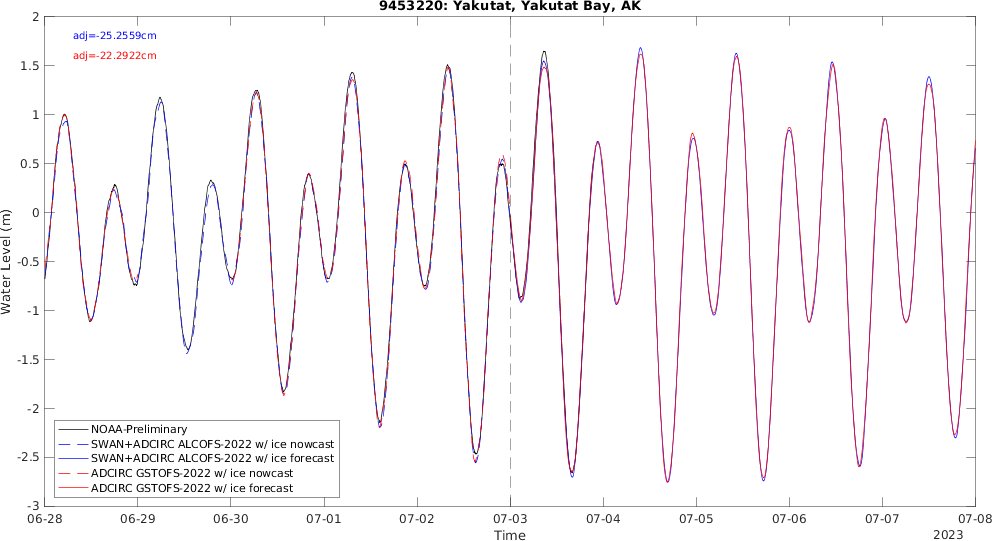 9453220: Yakutat, Yakutat Bay, AK
adj=-25.2559cm
adj=-22.2922cm
2
1.5
1
0.5
0
-0.5
-1
-1.5
-2
-2.5
-3
Water Level (m)
NOAA-Preliminary
SWAN+ADCIRC ALCOFS-2022 w/ ice nowcast
SWAN+ADCIRC ALCOFS-2022 w/ ice forecast
ADCIRC GSTOFS-2022 w/ ice nowcast
ADCIRC GSTOFS-2022 w/ ice forecast
06-28 06-29 06-30 07-01 07-02 07-03 07-04 07-05 07-06 07-07 07-08
Time
2023